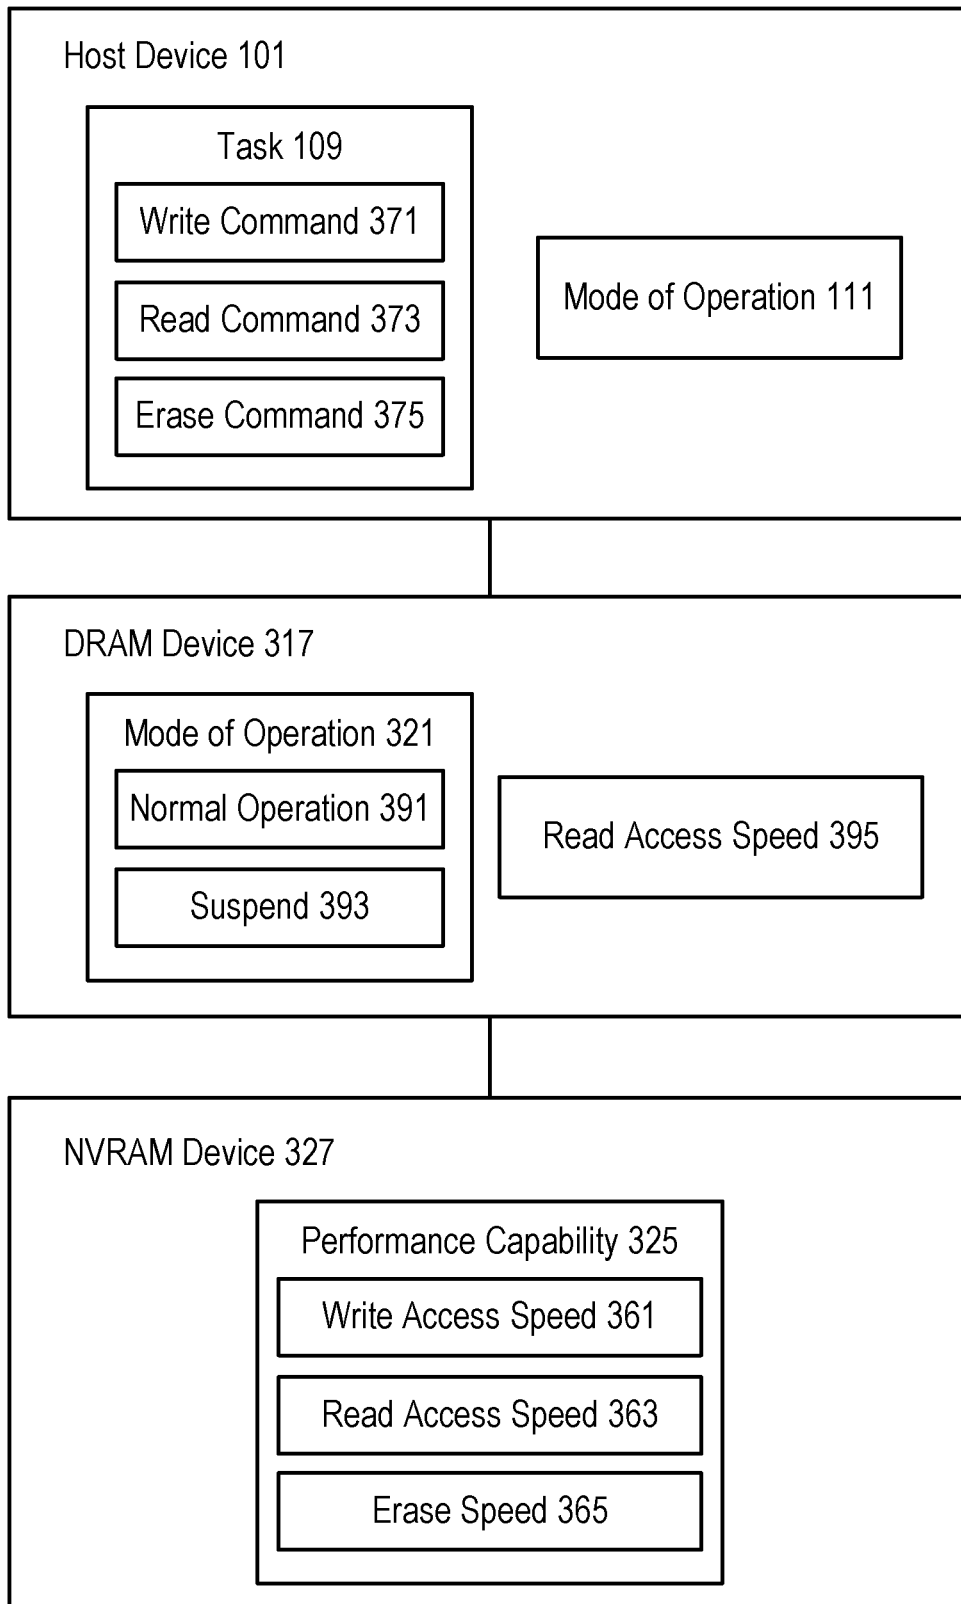 Host Device 101
Task 109
Write Command 371
Read Command 373
Erase Command 375
Mode of Operation 111
DRAM Device 317
Mode of Operation 321
Normal Operation 391
Suspend 393
Read Access Speed 395
NVRAM Device 327
Performance Capability 325
Write Access Speed 361
Read Access Speed 363
Erase Speed 365